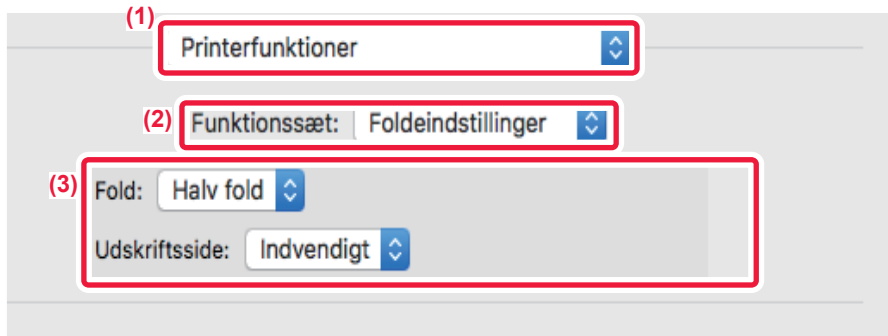 (1)
Printerfunktioner
(2) Funktionssæt: Foldeindstillinger
(3) Fold: Halv fold
Udskriftsside: Indvendigt